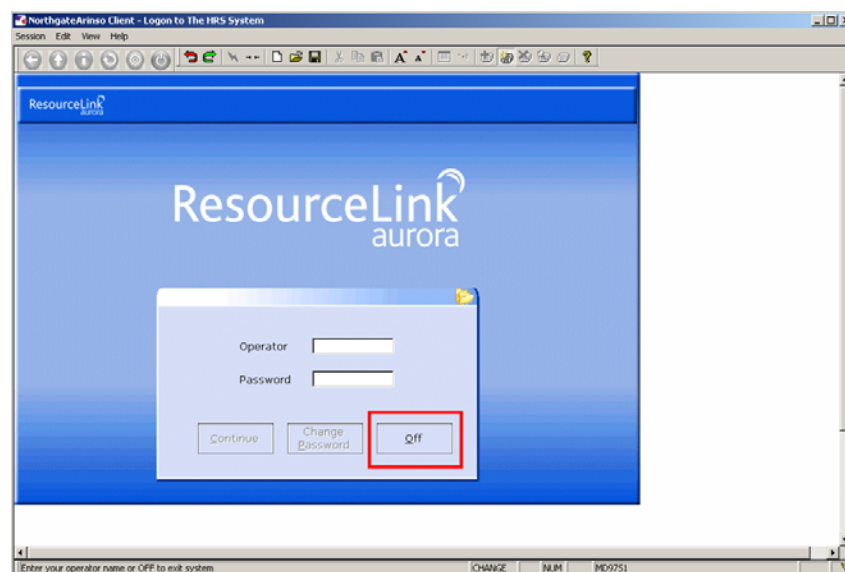 NorthgateArinso Client - Logon to The HRS System
Session Edit View Help
ResourceLink
aurora
ResourceLink
aurora
Operator
Password
Continue
Change
Password
Off
Enter your operator name or OFF to exit system CHANGE NUM MD9751